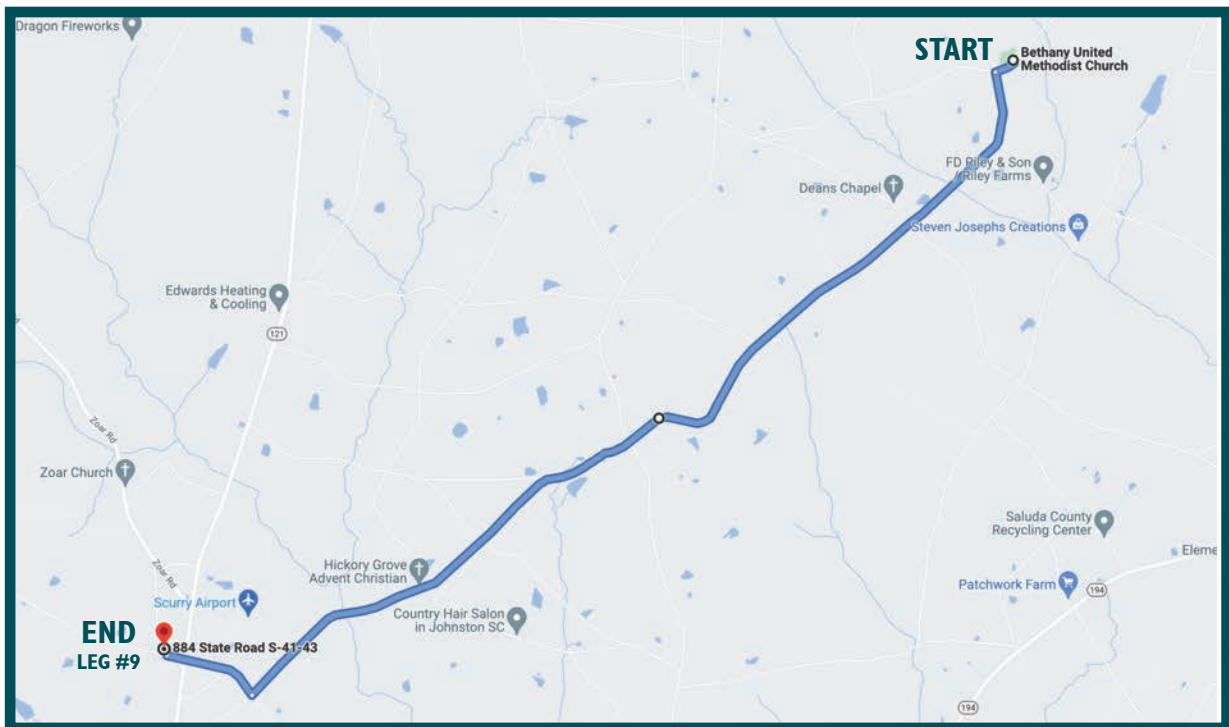 Dragon Fireworks
START
Bethany United
Methodist Church
FD Riley & Son
/ Riley Farms
Deans Chapel
Steven Josephs Creations
Edwards Heating
& Cooling
121
Zoar Rd
Zoar Church
Saluda County
Recycling Center
Hickory Grove
Advent Christian
Zoar Rd
Patchwork Farm
194
Scurry Airport
Country Hair Salon
in Johnston SC
END
884 State Road S-41-43
LEG #9
194